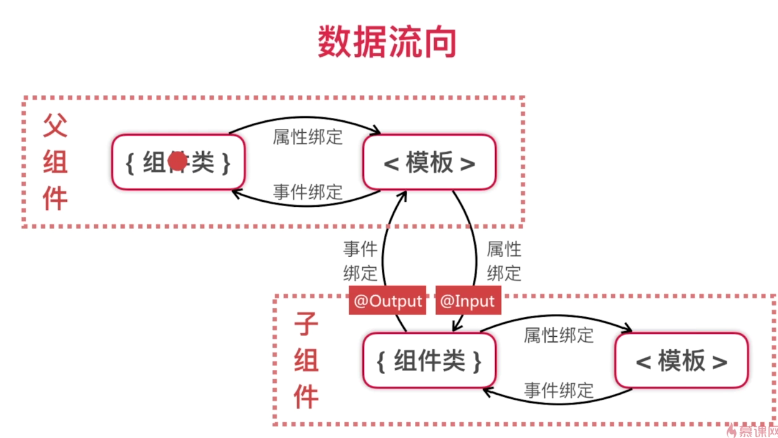 数据流向
父组件
{ 组件类 }
属性绑定
< 模板 >
事件绑定
事件
绑定
属性
绑定
@Output
@Input
子组件
{ 组件类 }
属性绑定
< 模板 >
事件绑定
慕课网